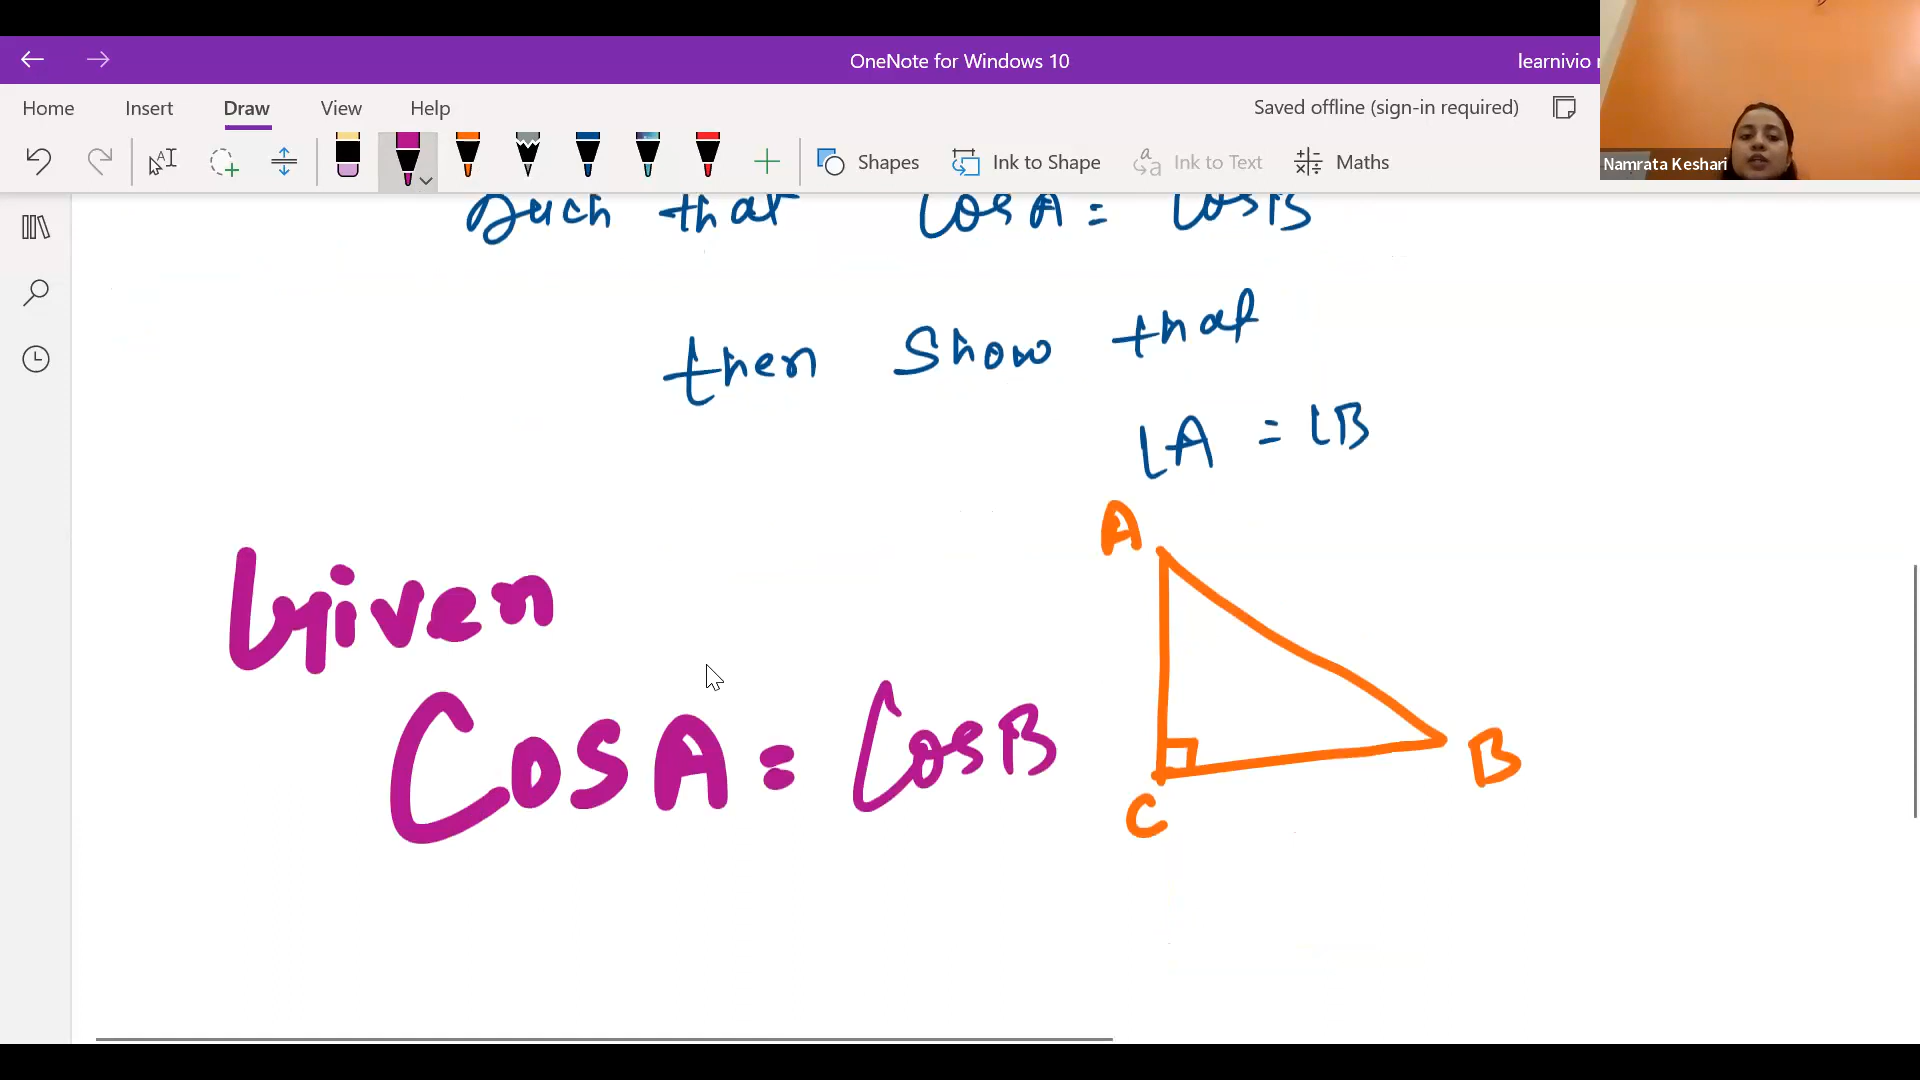 OneNote for Windows 10
learnivio
Home Insert Draw View Help
Saved offline (sign-in required)
Shapes Ink to Shape Ink to Text Maths
Namrata Keshari
Such that CosA = CosB
then Show that
∠A = ∠B
Given
CosA = CosB
A
B
C